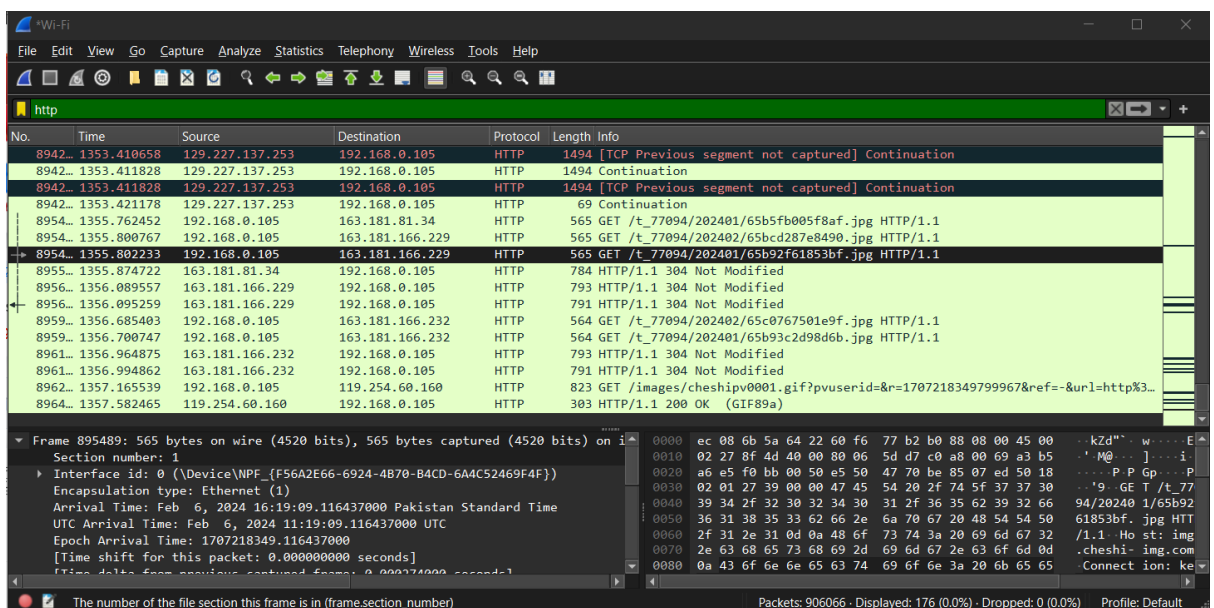 *Wi-Fi
File Edit View Go Capture Analyze Statistics Telephony Wireless Tools Help
http
No. Time Source Destination Protocol Length Info
8942… 1353.410658 129.227.137.253 192.168.0.105 HTTP 1494 [TCP Previous segment not captured] Continuation
8942… 1353.411828 129.227.137.253 192.168.0.105 HTTP 1494 Continuation
8942… 1353.411828 129.227.137.253 192.168.0.105 HTTP 1494 [TCP Previous segment not captured] Continuation
8942… 1353.421178 129.227.137.253 192.168.0.105 HTTP 69 Continuation
8954… 1355.762452 192.168.0.105 163.181.81.34 HTTP 565 GET /t_77094/202401/65b5fb005f8af.jpg HTTP/1.1
8954… 1355.800767 192.168.0.105 163.181.166.229 HTTP 565 GET /t_77094/202402/65bcd287e8490.jpg HTTP/1.1
8954… 1355.802233 192.168.0.105 163.181.166.229 HTTP 565 GET /t_77094/202401/65b92f61853bf.jpg HTTP/1.1
8955… 1355.874722 163.181.81.34 192.168.0.105 HTTP 784 HTTP/1.1 304 Not Modified
8956… 1356.089557 163.181.166.229 192.168.0.105 HTTP 793 HTTP/1.1 304 Not Modified
8956… 1356.095259 163.181.166.229 192.168.0.105 HTTP 791 HTTP/1.1 304 Not Modified
8959… 1356.685403 192.168.0.105 163.181.166.232 HTTP 564 GET /t_77094/202402/65c0767501e9f.jpg HTTP/1.1
8959… 1356.700747 192.168.0.105 163.181.166.232 HTTP 564 GET /t_77094/202401/65b93c2d98d6b.jpg HTTP/1.1
8961… 1356.964875 163.181.166.232 192.168.0.105 HTTP 793 HTTP/1.1 304 Not Modified
8961… 1356.994862 163.181.166.232 192.168.0.105 HTTP 791 HTTP/1.1 304 Not Modified
8962… 1357.165539 192.168.0.105 119.254.60.160 HTTP 823 GET /images/cheshipv0001.gif?pvuserid=&r=1707218349799967&ref=-&url=http%3…
8964… 1357.582465 119.254.60.160 192.168.0.105 HTTP 303 HTTP/1.1 200 OK (GIF89a)
Frame 895489: 565 bytes on wire (4520 bits), 565 bytes captured (4520 bits) on i
Section number: 1
Interface id: 0 (\Device\NPF_{F56A2E66-6924-4B70-B4CD-6A4C52469F4F})
Encapsulation type: Ethernet (1)
Arrival Time: Feb 6, 2024 16:19:09.116437000 Pakistan Standard Time
UTC Arrival Time: Feb 6, 2024 11:19:09.116437000 UTC
Epoch Arrival Time: 1707218349.116437000
[Time shift for this packet: 0.000000000 seconds]
[Time delta from previous captured frame: 0.000274000 seconds]
0000 ec 08 6b 5a 64 22 60 f6 77 b2 b0 88 08 00 45 00 ··kZd"`· w·····E·
0010 02 27 8f 4d 40 00 80 06 5d d7 c0 a8 00 69 a3 b5 ·'·M@··· ]····i··
0020 a6 e5 f0 bb 00 50 e5 50 47 70 be 85 07 ed 50 18 ·····P·P Gp····P·
0030 02 01 27 39 00 00 47 45 54 20 2f 74 5f 37 37 30 ··'9··GE T /t_770
0040 39 34 2f 32 30 32 34 30 31 2f 36 35 62 39 32 66 94/20240 1/65b92f
0050 36 31 38 35 33 62 66 2e 6a 70 67 20 48 54 54 50 61853bf. jpg HTTP
0060 2f 31 2e 31 0d 0a 48 6f 73 74 3a 20 69 6d 67 32 /1.1··Ho st: img2
0070 2e 63 68 65 73 68 69 2d 69 6d 67 2e 63 6f 6d 0d .cheshi- img.com·
0080 0a 43 6f 6e 6e 65 63 74 69 6f 6e 3a 20 6b 65 65 ·Connect ion: kee
The number of the file section this frame is in (frame.section_number)
Packets: 906066 · Displayed: 176 (0.0%) · Dropped: 0 (0.0%)
Profile: Default